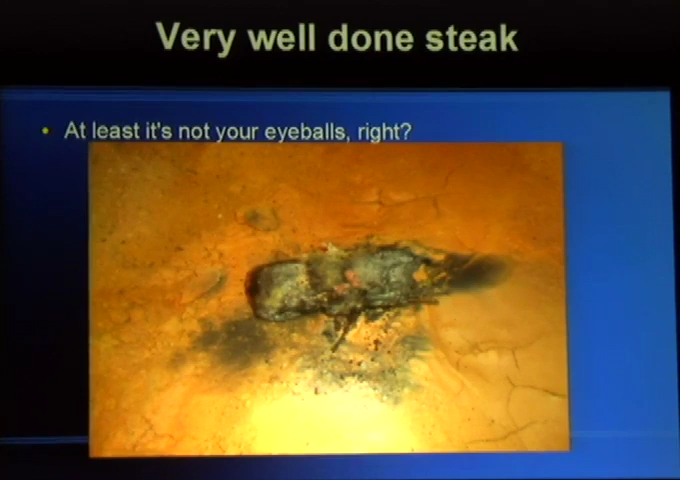 Very well done steak
• At least it's not your eyeballs, right?